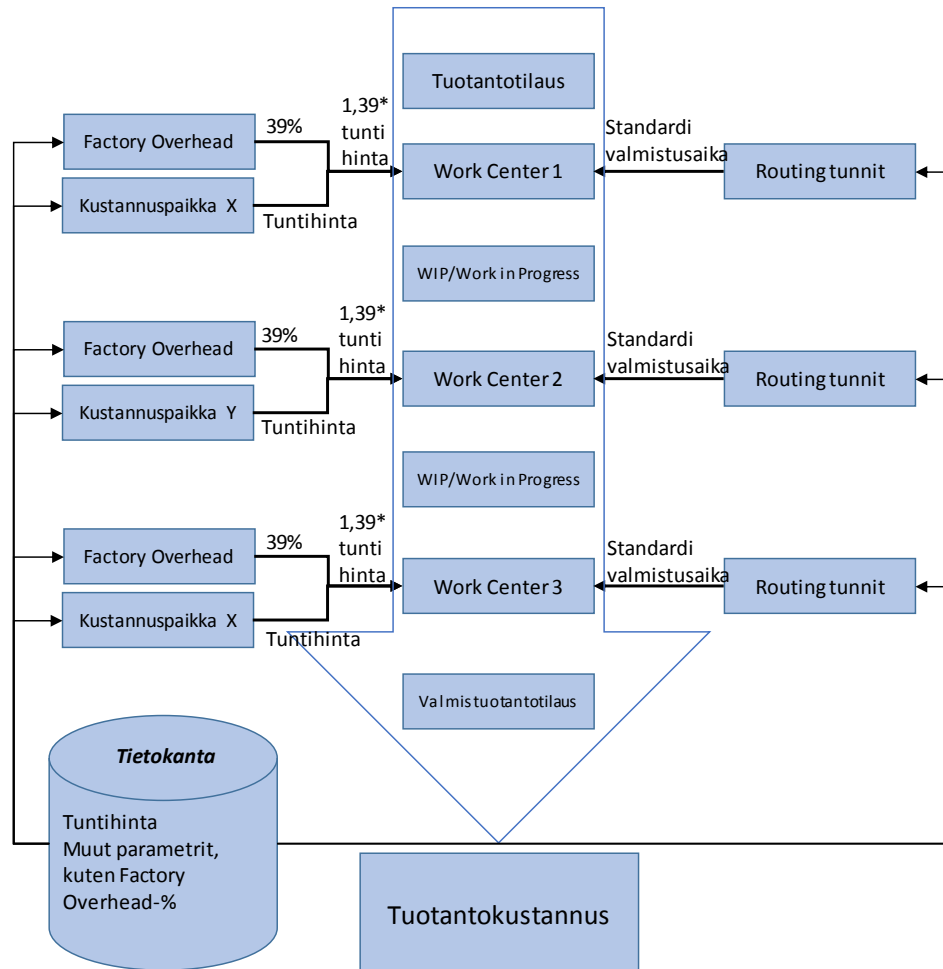 Tuotantotilaus
Factory Overhead
39%
1,39*
tunti
hinta
Work Center 1
Standardi
valmistusaika
Routing tunnit
Kustannuspaikka X
Tuntihinta
WIP/Work in Progress
Factory Overhead
39%
1,39*
tunti
hinta
Work Center 2
Standardi
valmistusaika
Routing tunnit
Kustannuspaikka Y
Tuntihinta
WIP/Work in Progress
Factory Overhead
39%
1,39*
tunti
hinta
Work Center 3
Standardi
valmistusaika
Routing tunnit
Kustannuspaikka X
Tuntihinta
Valmis tuotantotilaus
Tietokanta
Tuntihinta
Muut parametrit,
kuten Factory
Overhead-%
Tuotantokustannus